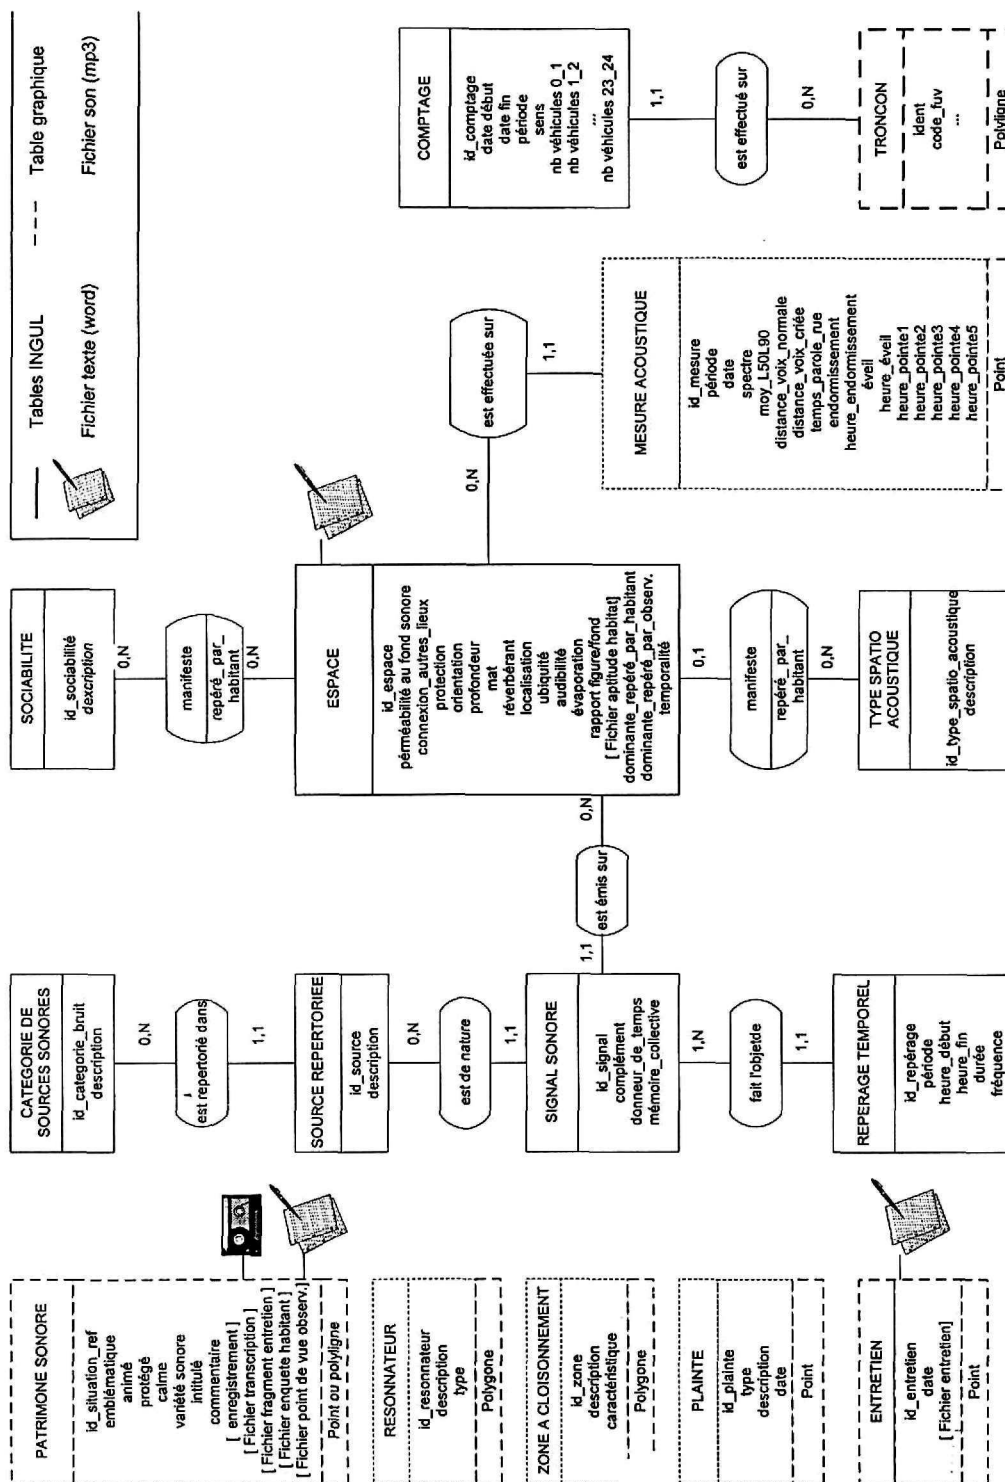 PATRIMONE SONORE
id_situation_ref
emblématique
animé
protégé
calme
variété sonore
intitulé
commentaire
[ enregistrement ]
[ Fichier transcription ]
[ Fichier fragment entretien ]
[ Fichier enquete habitant ]
[ Fichier point de vue observ.]
Point ou polyligne
RESONNATEUR
id_resonnateur
description
type
Polygone
ZONE A CLOISONNEMENT
id_zone
description
caractéristique
Polygone
PLAINTE
id_plainte
type
description
date
Point
ENTRETIEN
id_entretien
date
[ Fichier entretien]
Point
CATEGORIE DE
SOURCES SONORES
id_categorie_bruit
description
0,N
est repertorié dans
1,1
SOURCE REPERTORIEE
id_source
description
0,N
est de nature
1,1
SIGNAL SONORE
id_signal
complément
donneur_de_temps
mémoire_collective
1,N
fait l'objetde
1,1
REPERAGE TEMPOREL
id_repérage
période
heure_début
heure_fin
durée
fréquence
1,1
est émis sur
0,N
SOCIABILITE
id_sociabilité
dexcription
0,N
manifeste
repéré_par_
habitant
0,N
ESPACE
id_espace
pérméabilité au fond sonore
connexion_autres_lieux
protection
orientation
profondeur
mat
réverbérant
localisation
ubiquité
audibilité
évaporation
rapport figure/fond
[ Fichier aptitude habitat]
dominante_repéré_par_habitant
dominante_repéré_par_observ.
temporalité
0,1
manifeste
repéré_par_
habitant
0,N
TYPE SPATIO
ACOUSTIQUE
id_type_spatio_acoustique
description
0,N
est effectuée sur
1,1
MESURE ACOUSTIQUE
id_mesure
période
date
spectre
moy_L50L90
distance_voix_normale
distance_voix_criée
temps_parole_rue
endormissement
heure_endormissement
éveil
heure_éveil
heure_pointe1
heure_pointe2
heure_pointe3
heure_pointe4
heure_pointe5
Point
Tables INGUL
Table graphique
Fichier texte (word)
Fichier son (mp3)
COMPTAGE
id_comptage
date début
date fin
période
sens
nb véhicules 0_1
nb véhicules 1_2
...
nb véhicules 23_24
1,1
est effectué sur
0,N
TRONCON
ident
code_fuv
...
Polyligne